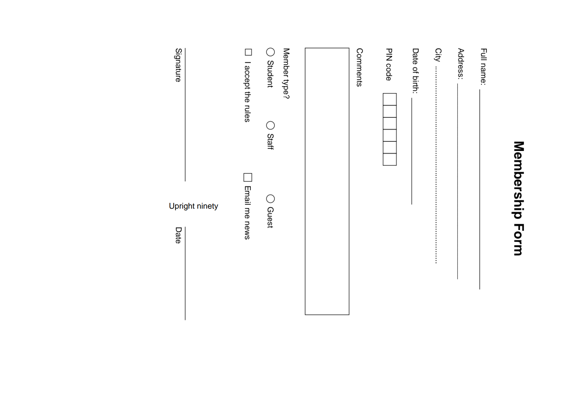 Membership Form
Full name:
Address:
City
Date of birth:
PIN code
Comments
Member type?
Student Staff Guest
I accept the rules Email me news
Signature Date
Upright ninety